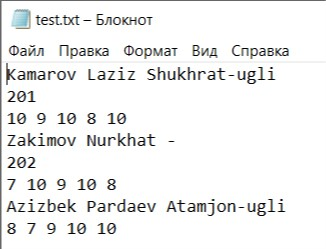 test.txt – Блокнот
Файл Правка Формат Вид Справка
Kamarov Laziz Shukhrat-ugli
201
10 9 10 8 10
Zakimov Nurkhat -
202
7 10 9 10 8
Azizbek Pardaev Atamjon-ugli
8 7 9 10 10